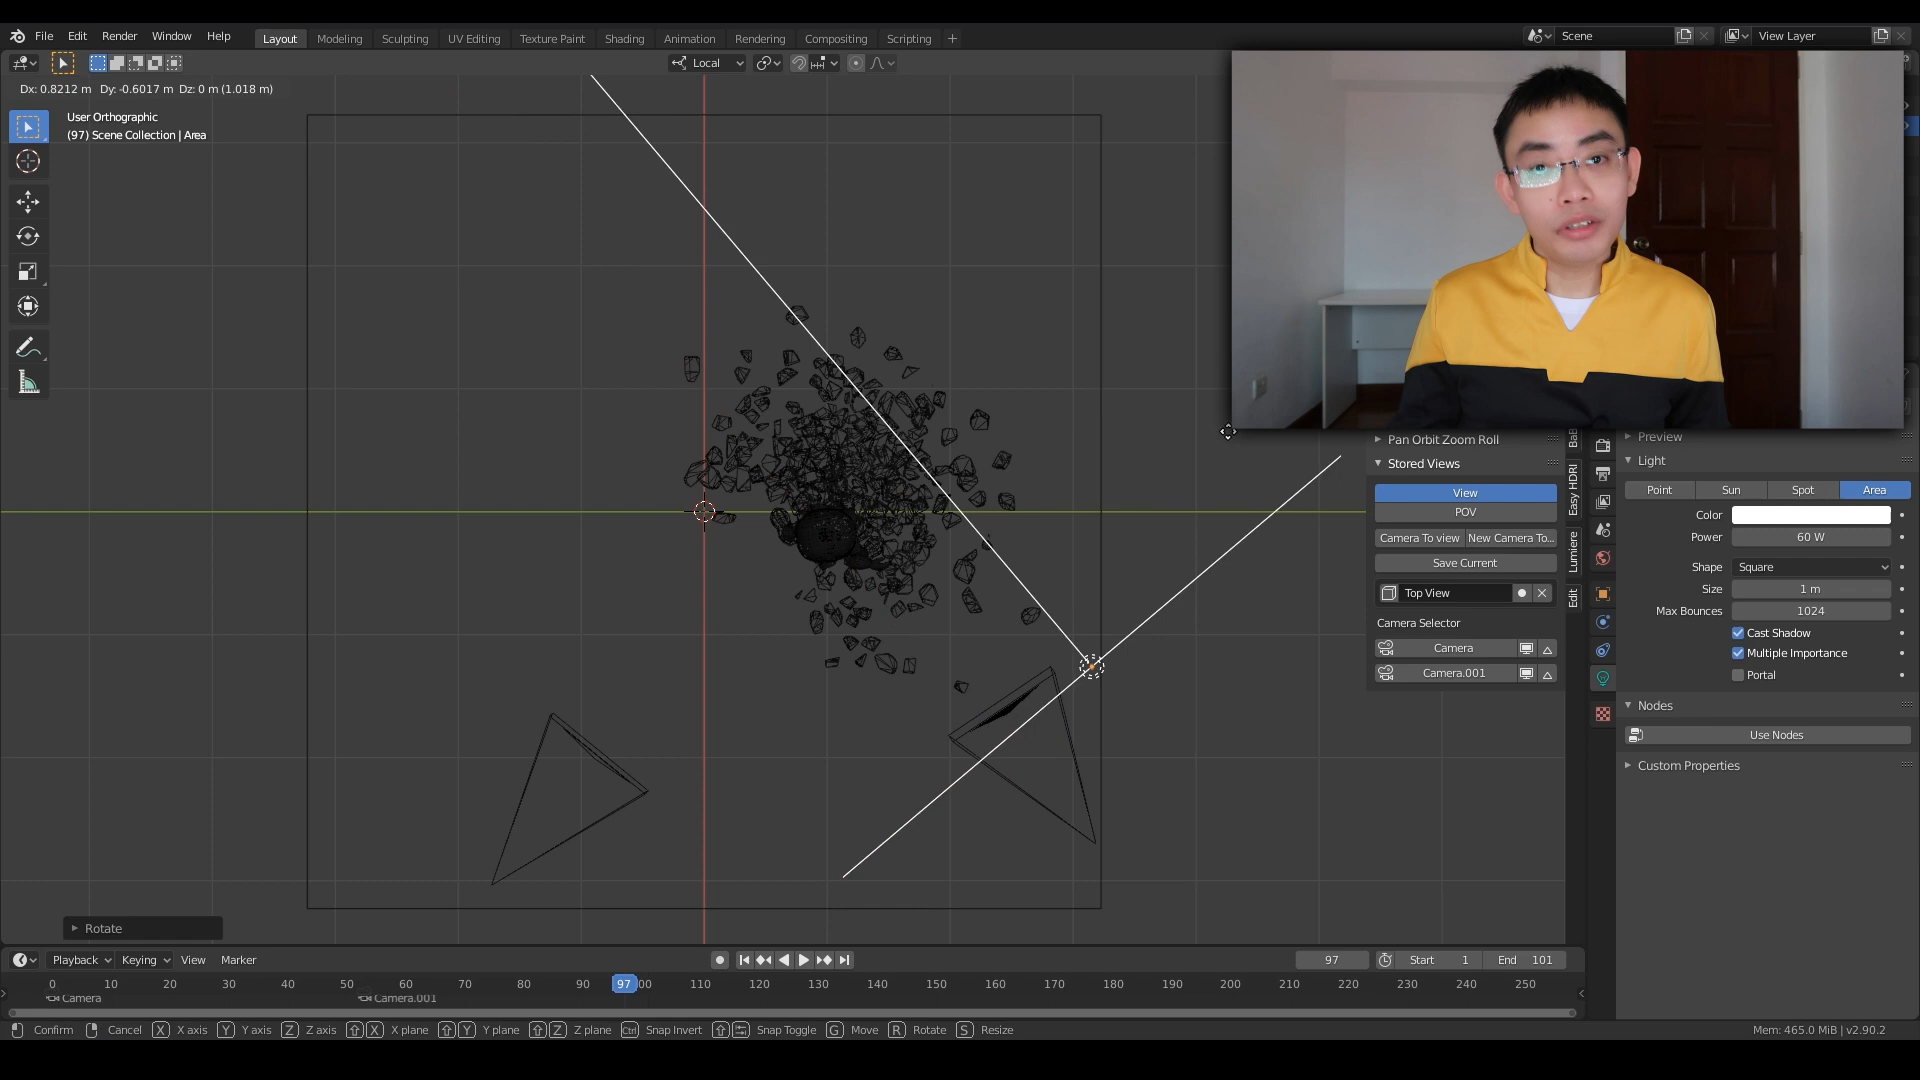 File Edit Render Window Help Layout Modeling Sculpting UV Editing Texture Paint Shading Animation Rendering Compositing Scripting + Scene View Layer
Local
Dx: 0.8212 m Dy: -0.6017 m Dz: 0 m (1.018 m)
User Orthographic
(97) Scene Collection | Area
Pan Orbit Zoom Roll
Stored Views
View
POV
Camera To view New Camera To...
Save Current
Top View
Camera Selector
Camera
Camera.001
Easy HDRI
Lumiere
Edit
Preview
Light
Point Sun Spot Area
Color
Power 60 W
Shape Square
Size 1 m
Max Bounces 1024
Cast Shadow
Multiple Importance
Portal
Nodes
Use Nodes
Custom Properties
Rotate
Playback Keying View Marker 97 Start 1 End 101
0 10 20 30 40 50 60 70 80 97 00 110 120 130 140 150 160 170 180 190 200 210 220 230 240 250
Camera Camera.001
Confirm Cancel X X axis Y Y axis Z Z axis X X plane Y Y plane Z Z plane Ctrl Snap Invert Snap Toggle G Move R Rotate S Resize Mem: 465.0 MiB | v2.90.2